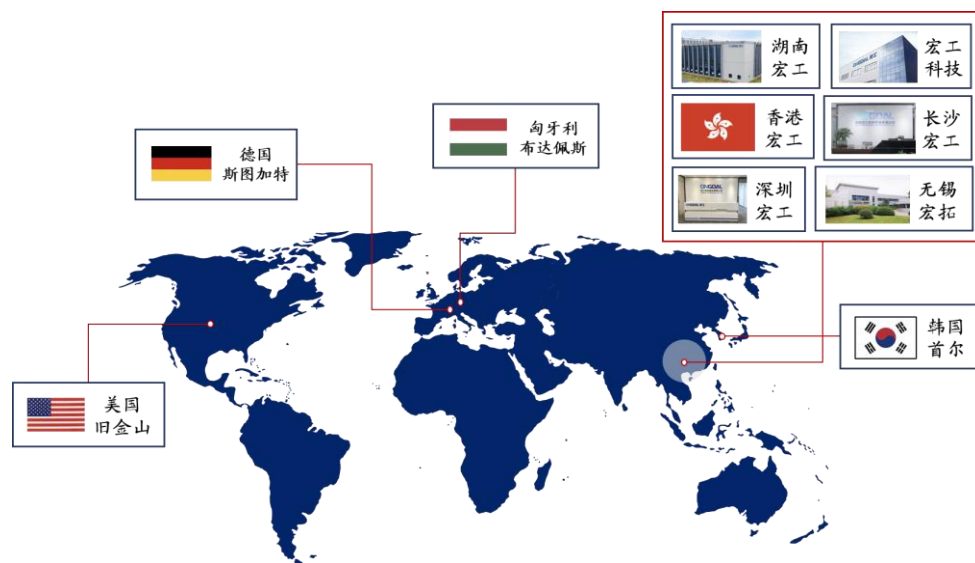 湖南
宏工
宏工
科技
香港
宏工
长沙
宏工
深圳
宏工
无锡
宏拓
匈牙利
布达佩斯
德国
斯图加特
韩国
首尔
美国
旧金山